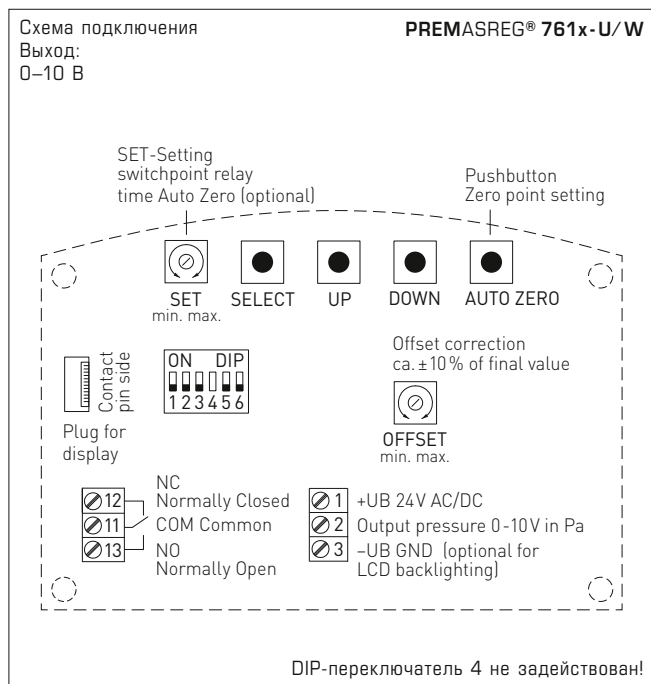 Схема подключения
Выход:
0–10 В
PREMASREG® 761x-U/W
SET-Setting
switchpoint relay
time Auto Zero (optional)
Pushbutton
Zero point setting
SET
min. max.
SELECT
UP
DOWN
AUTO ZERO
Contact
pin side
Plug for
display
ON DIP
1 2 3 4 5 6
Offset correction
ca. ±10 % of final value
OFFSET
min. max.
12
11
13
NC
Normally Closed
COM Common
NO
Normally Open
1 +UB 24V AC/DC
2 Output pressure 0-10V in Pa
3 –UB GND (optional for
LCD backlighting)
DIP-переключатель 4 не задействован!